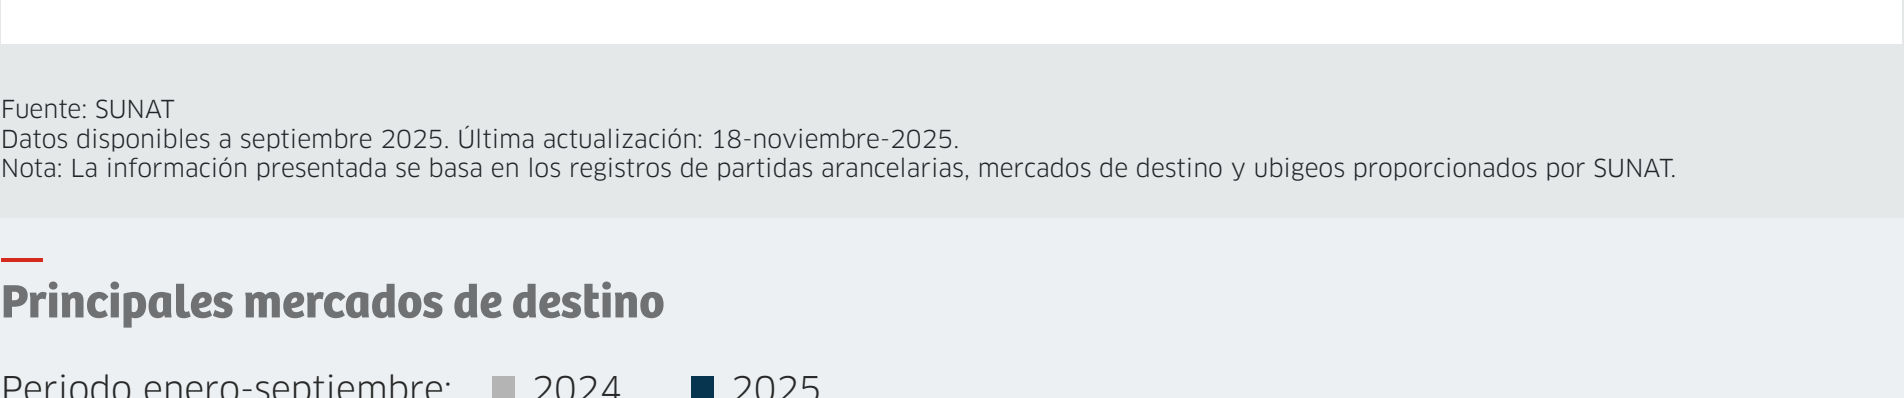 Fuente: SUNAT
Datos disponibles a septiembre 2025. Última actualización: 18-noviembre-2025.
Nota: La información presentada se basa en los registros de partidas arancelarias, mercados de destino y ubigeos proporcionados por SUNAT.
Principales mercados de destino
Periodo enero-septiembre: 2024 2025